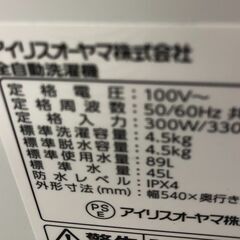 アイリスオーヤマ株式会社
全自動洗濯機
定格電圧：100V～
定格周波数：50/60Hz 共
定格入力：300W/330
標準洗濯容量：4.5kg
標準脱水容量：4.5kg
標準使用水量：89L
標準水量：45L
防水レベル：IPX4
外形寸法(mm)：幅540×奥行き
PS
E
アイリスオーヤマ株